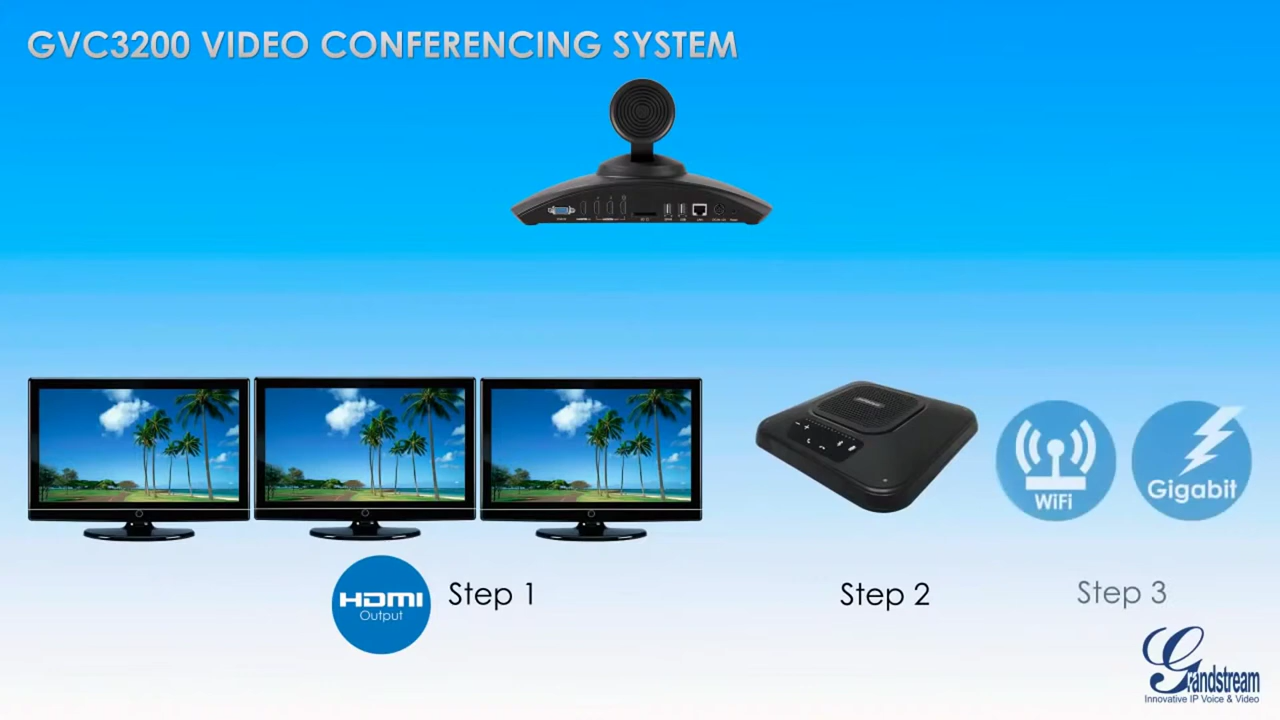 GVC3200 VIDEO CONFERENCING SYSTEM
WiFi
Gigabit
HDMI
Output
Step 1
Step 2
Step 3
Grandstream
Innovative IP Voice & Video